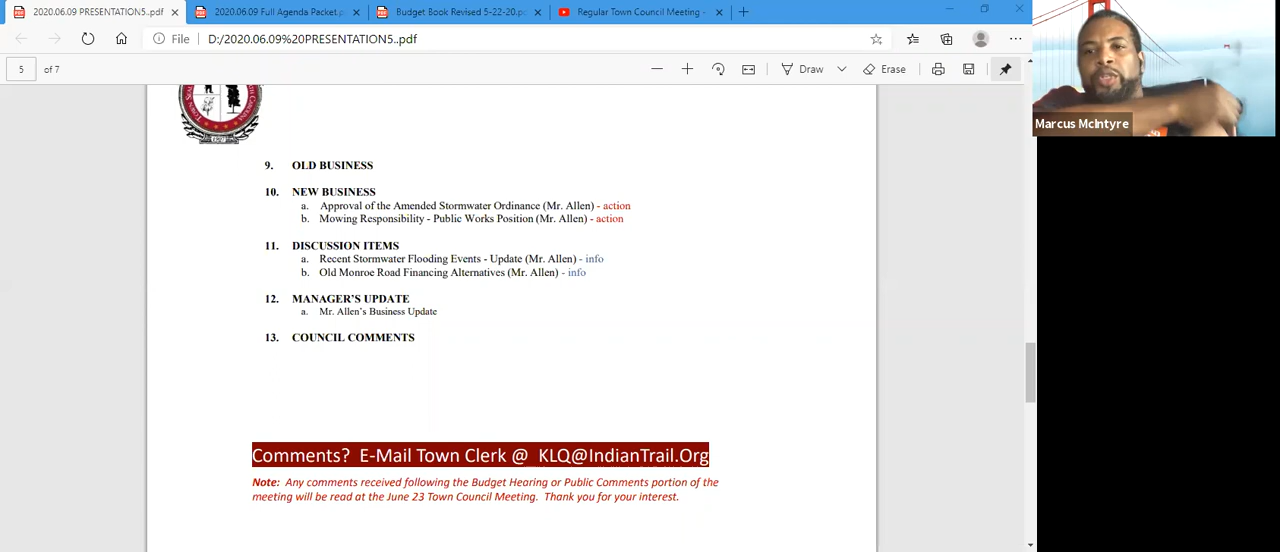 2020.06.09 PRESENTATION5..pdf
2020.06.09 Full Agenda Packet.p
Budget Book Revised 5-22-20.pd
Regular Town Council Meeting -
File
D:/2020.06.09%20PRESENTATION5..pdf
5 of 7
Draw
Erase
Marcus McIntyre
9. OLD BUSINESS
10. NEW BUSINESS
a. Approval of the Amended Stormwater Ordinance (Mr. Allen) - action
b. Mowing Responsibility - Public Works Position (Mr. Allen) - action
11. DISCUSSION ITEMS
a. Recent Stormwater Flooding Events - Update (Mr. Allen) - info
b. Old Monroe Road Financing Alternatives (Mr. Allen) - info
12. MANAGER'S UPDATE
a. Mr. Allen's Business Update
13. COUNCIL COMMENTS
Comments? E-Mail Town Clerk @ KLQ@IndianTrail.Org
Note: Any comments received following the Budget Hearing or Public Comments portion of the
meeting will be read at the June 23 Town Council Meeting. Thank you for your interest.